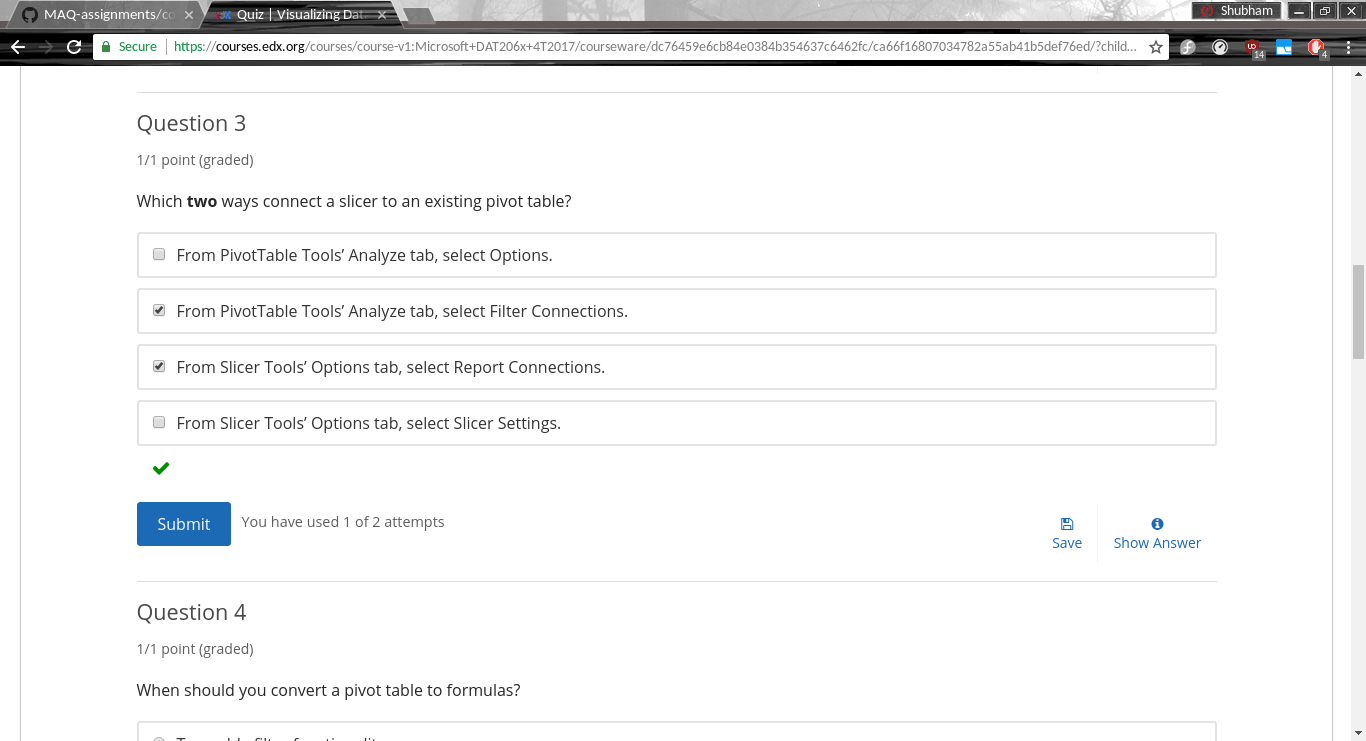 MAQ-assignments/co
Quiz | Visualizing Dat
Shubham
Secure
https://courses.edx.org/courses/course-v1:Microsoft+DAT206x+4T2017/courseware/dc76459e6cb84e0384b354637c6462fc/ca66f16807034782a55ab41b5def76ed/?child...
14
4
Question 3
1/1 point (graded)
Which two ways connect a slicer to an existing pivot table?
From PivotTable Tools’ Analyze tab, select Options.
From PivotTable Tools’ Analyze tab, select Filter Connections.
From Slicer Tools’ Options tab, select Report Connections.
From Slicer Tools’ Options tab, select Slicer Settings.
Submit
You have used 1 of 2 attempts
Save
Show Answer
Question 4
1/1 point (graded)
When should you convert a pivot table to formulas?